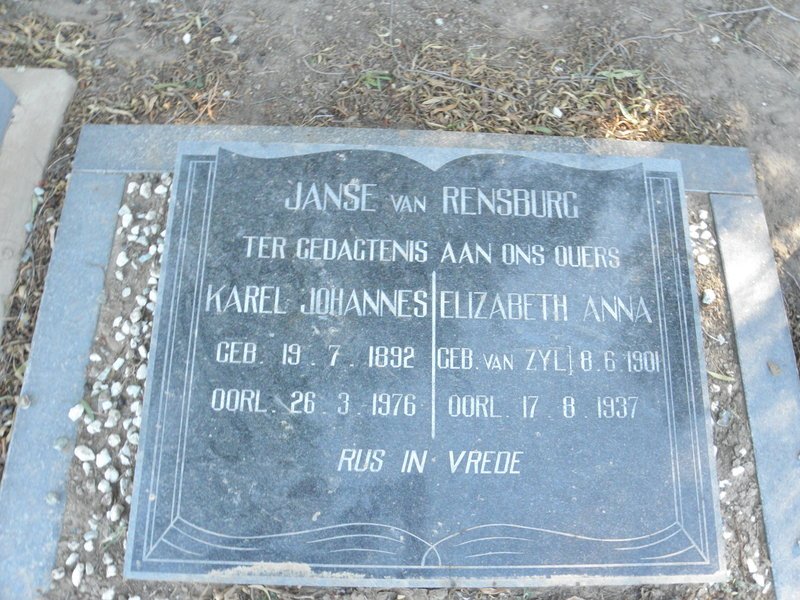 JANSE VAN RENSBURG
TER GEDAGTENIS AAN ONS OUERS
KAREL JOHANNES
GEB. 19.7.1892
OORL. 26.3.1976
ELIZABETH ANNA
GEB. VAN ZYL] 8.6.1901
OORL. 17.8.1937
RUS IN VREDE